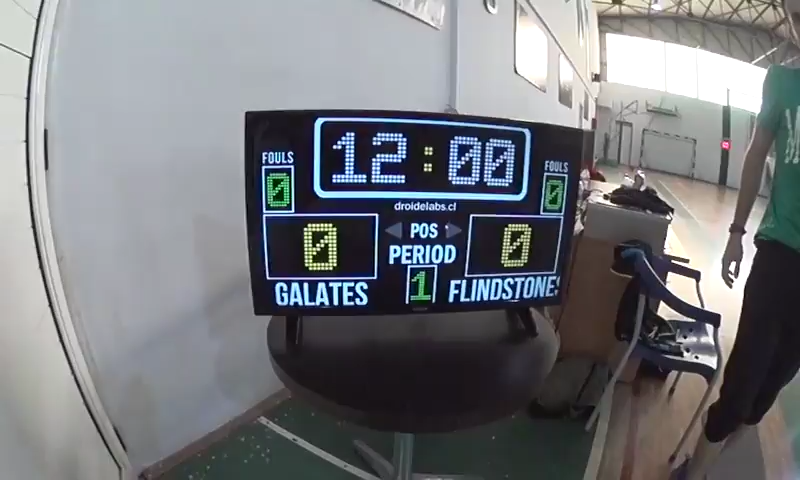 12:00
FOULS
0
FOULS
0
droidelabs.cl
0
POS
0
PERIOD
1
GALATES
FLINDSTONES